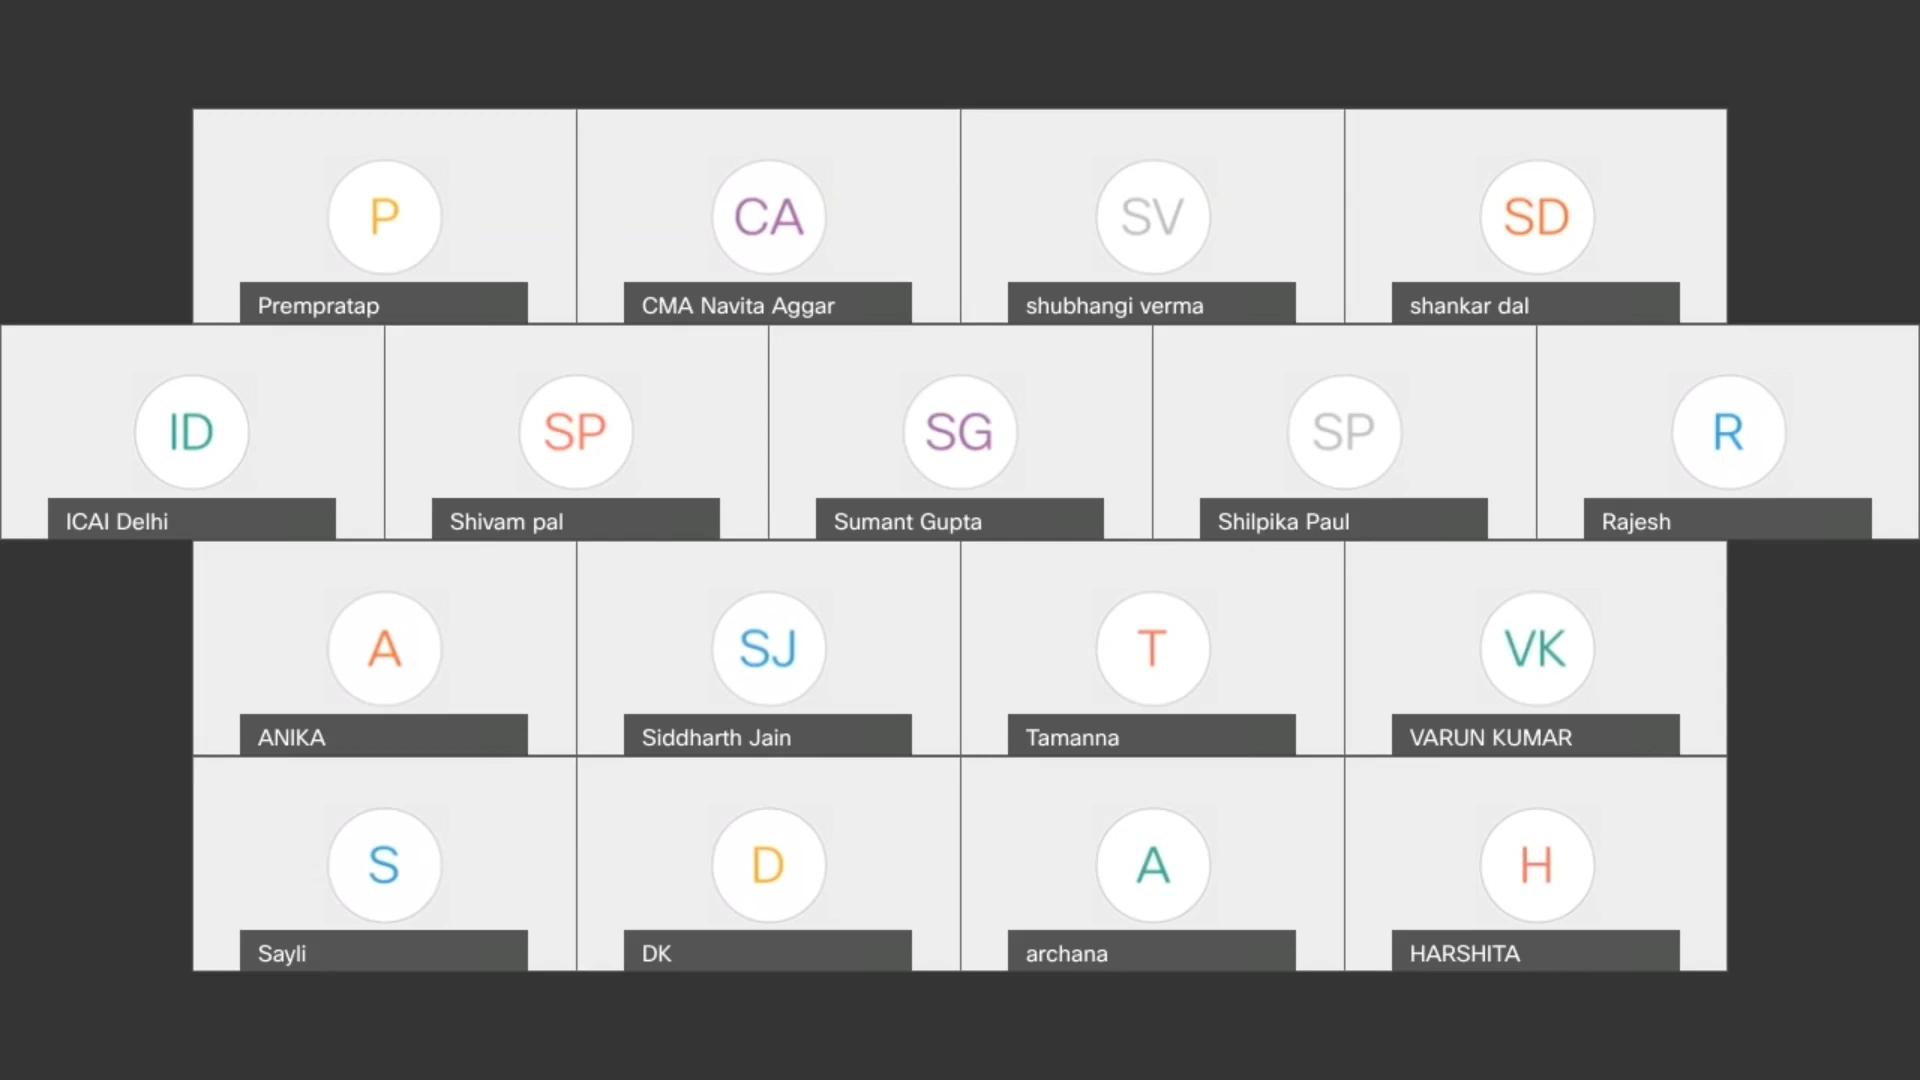 P
CA
SV
SD
Prempratap
CMA Navita Aggar
shubhangi verma
shankar dal
ID
SP
SG
SP
R
ICAI Delhi
Shivam pal
Sumant Gupta
Shilpika Paul
Rajesh
A
SJ
T
VK
ANIKA
Siddharth Jain
Tamanna
VARUN KUMAR
S
D
A
H
Sayli
DK
archana
HARSHITA